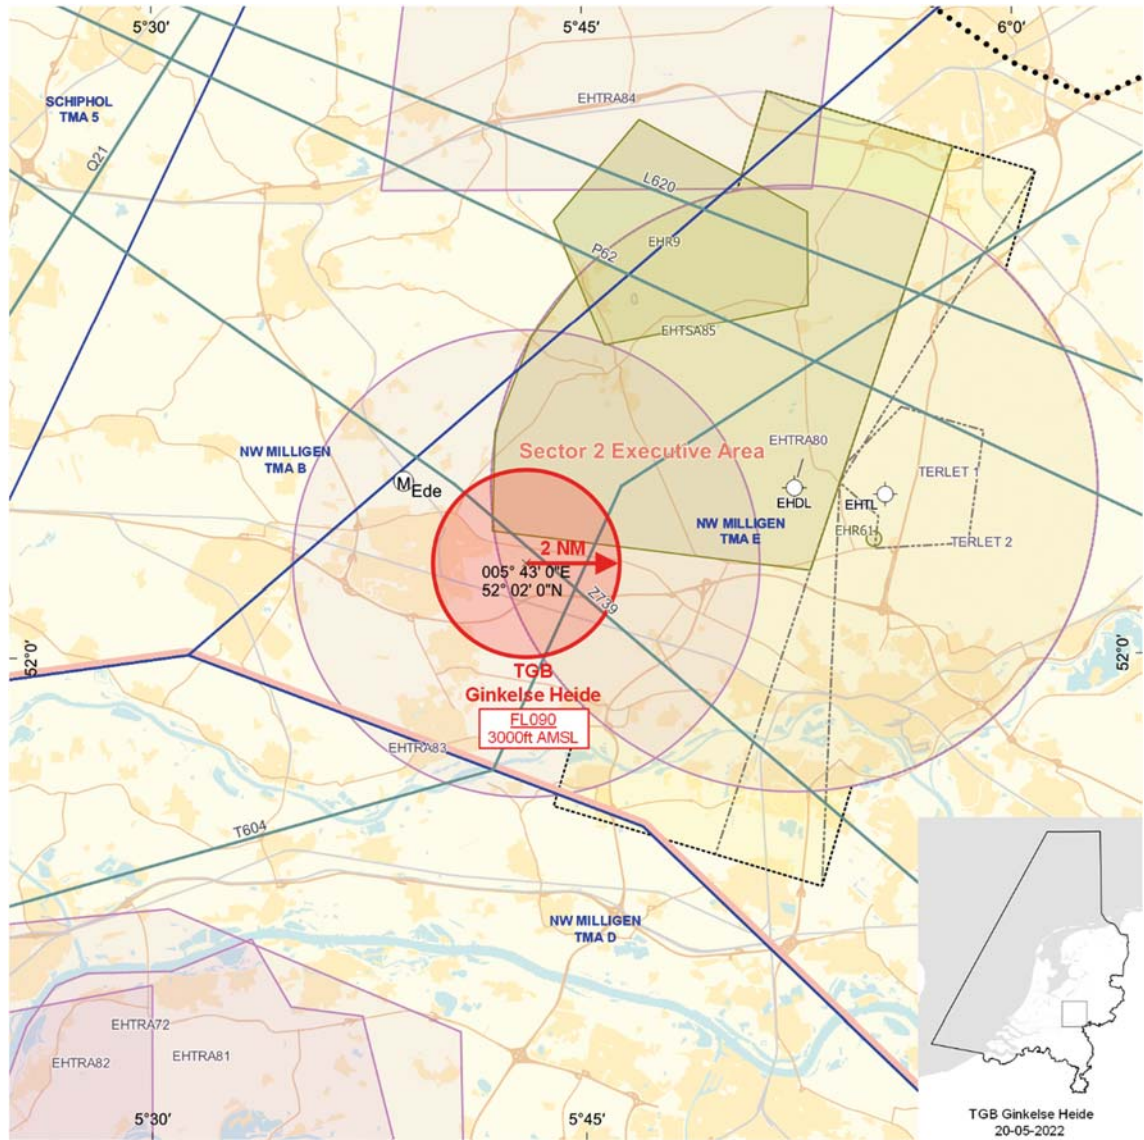 5°30'
5°45'
6°0'
SCHIPHOL
TMA 5
Q21
EHTRA84
L620
P62
EHR9
EHTSA85
Sector 2 Executive Area
EHTRA80
NW MILLIGEN
TMA B
M
Ede
TERLET 1
EHDL
EHTL
NW MILLIGEN
TMA E
EHR61
TERLET 2
2 NM
005° 43' 0"E
52° 02' 0"N
Z739
52°0'
52°0'
TGB
Ginkelse Heide
FL090
3000ft AMSL
EHTRA83
T604
NW MILLIGEN
TMA D
EHTRA72
EHTRA82
EHTRA81
5°30'
5°45'
TGB Ginkelse Heide
20-05-2022